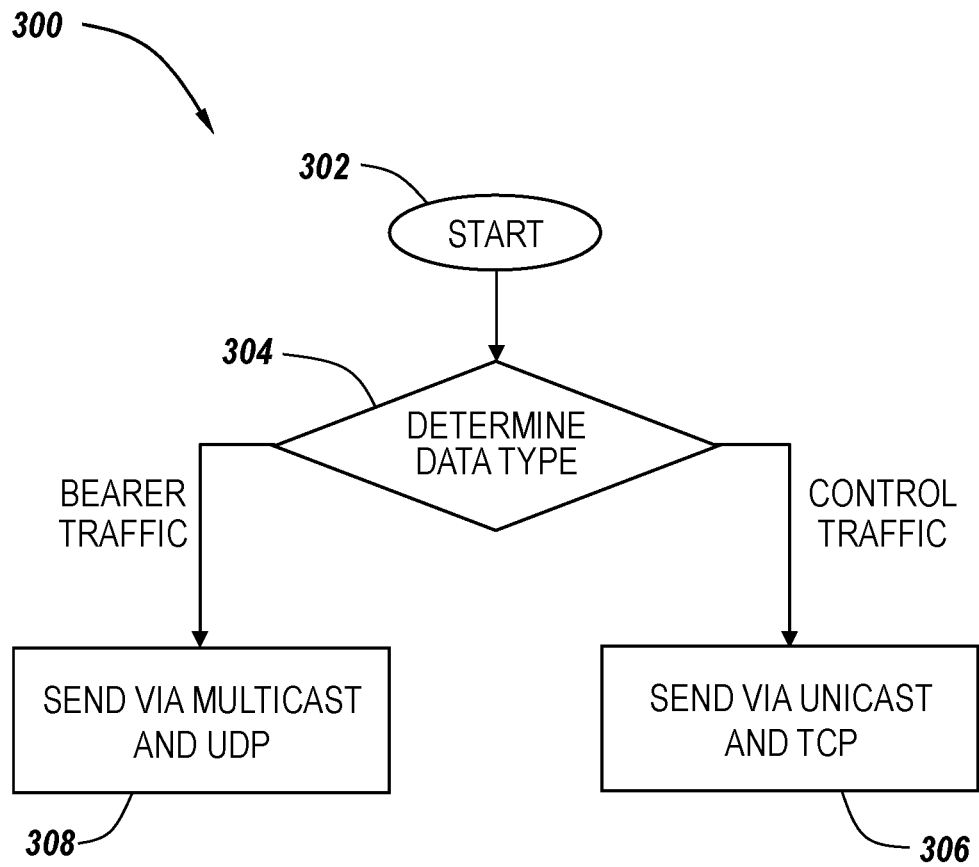 300
302
START
304
DETERMINE
DATA TYPE
BEARER
TRAFFIC
CONTROL
TRAFFIC
SEND VIA MULTICAST
AND UDP
SEND VIA UNICAST
AND TCP
308
306